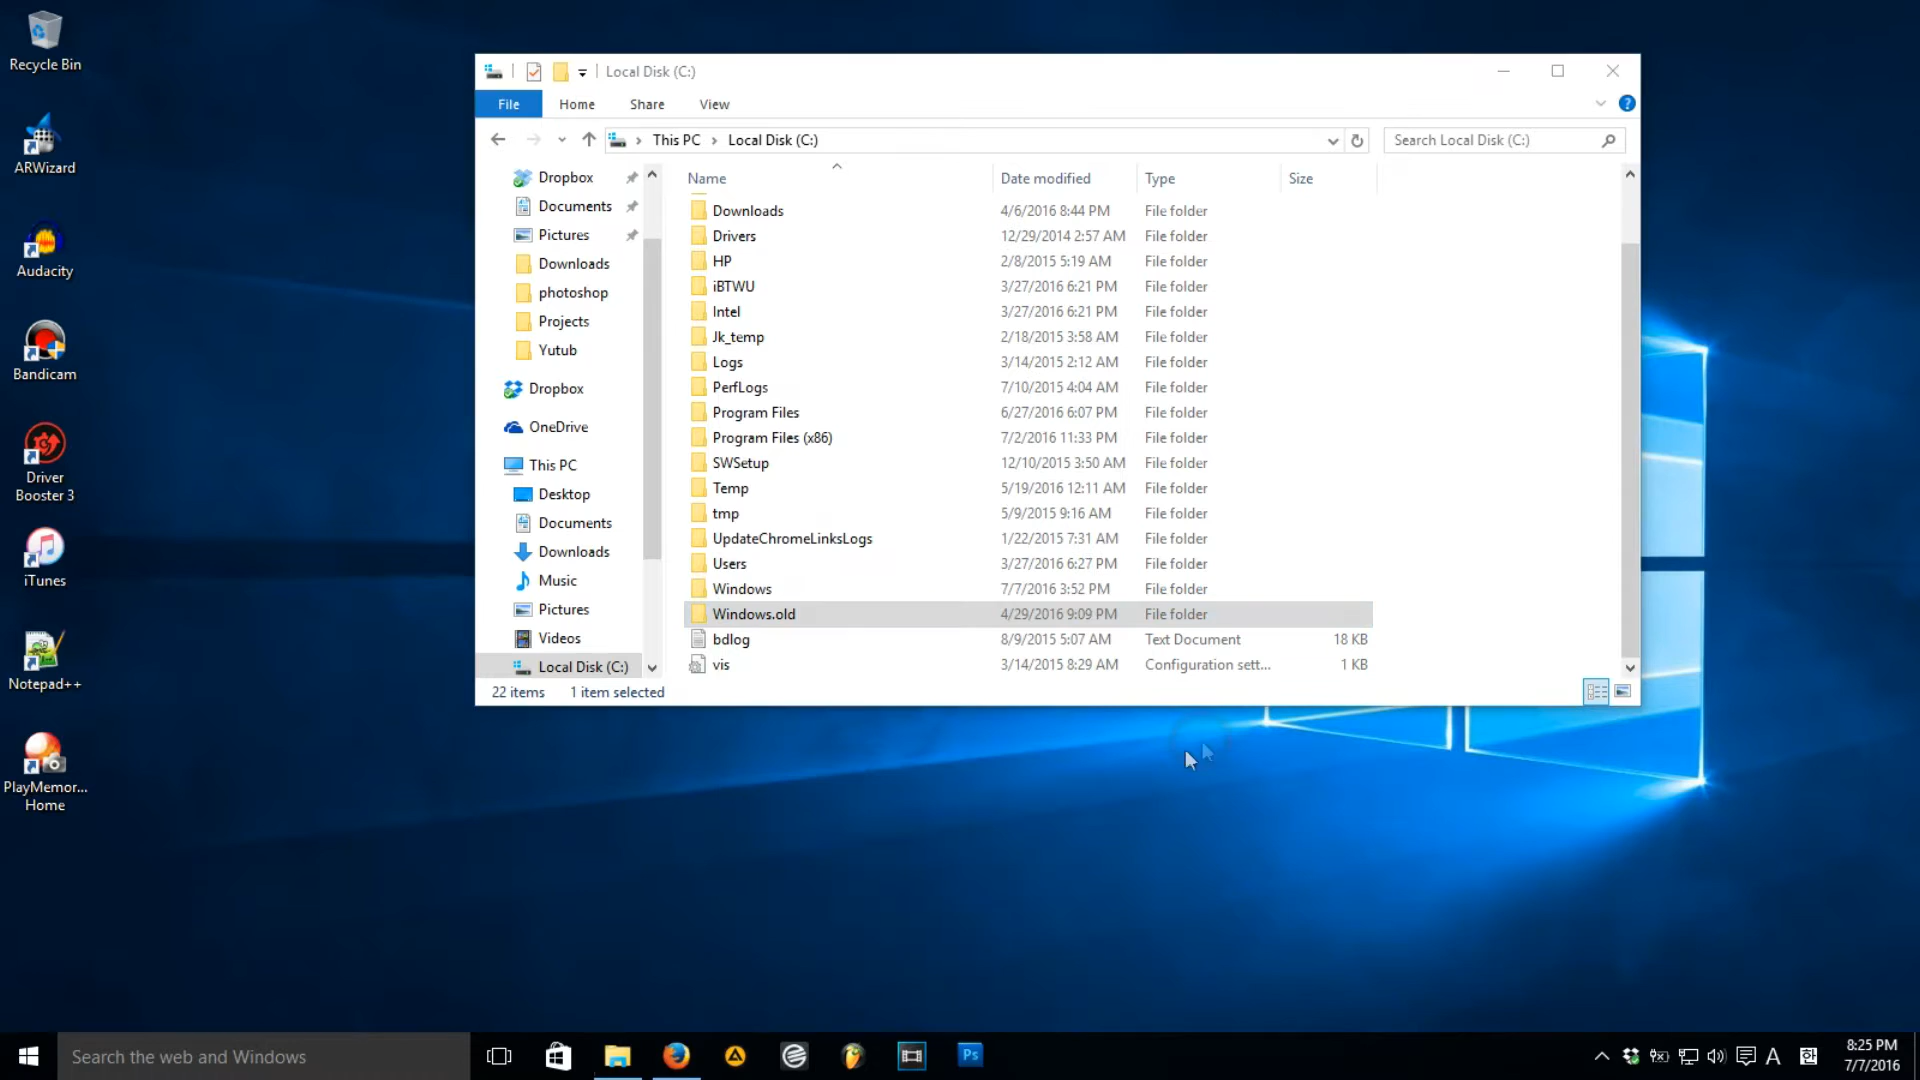 Recycle Bin
ARWizard
Audacity
Bandicam
Driver
Booster 3
iTunes
Notepad++
PlayMemor...
Home
Local Disk (C:)
File Home Share View
This PC Local Disk (C:)
Search Local Disk (C:)
Dropbox
Documents
Pictures
Downloads
photoshop
Projects
Yutub
Dropbox
OneDrive
This PC
Desktop
Documents
Downloads
Music
Pictures
Videos
Local Disk (C:)
Name Date modified Type Size
Downloads 4/6/2016 8:44 PM File folder
Drivers 12/29/2014 2:57 AM File folder
HP 2/8/2015 5:19 AM File folder
iBTWU 3/27/2016 6:21 PM File folder
Intel 3/27/2016 6:21 PM File folder
Jk_temp 2/18/2015 3:58 AM File folder
Logs 3/14/2015 2:12 AM File folder
PerfLogs 7/10/2015 4:04 AM File folder
Program Files 6/27/2016 6:07 PM File folder
Program Files (x86) 7/2/2016 11:33 PM File folder
SWSetup 12/10/2015 3:50 AM File folder
Temp 5/19/2016 12:11 AM File folder
tmp 5/9/2015 9:16 AM File folder
UpdateChromeLinksLogs 1/22/2015 7:31 AM File folder
Users 3/27/2016 6:27 PM File folder
Windows 7/7/2016 3:52 PM File folder
Windows.old 4/29/2016 9:09 PM File folder
bdlog 8/9/2015 5:07 AM Text Document 18 KB
vis 3/14/2015 8:29 AM Configuration sett... 1 KB
22 items 1 item selected
Search the web and Windows
Ps
A
한
8:25 PM
7/7/2016